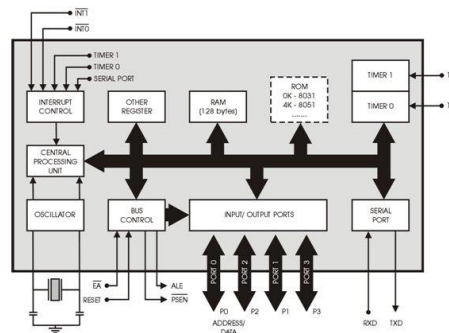 INT1
INT0
TIMER 1
TIMER 0
SERIAL PORT
INTERRUPT
CONTROL
OTHER
REGISTER
RAM
(128 bytes)
ROM
0K - 8031
4K - 8051
........
TIMER 1
TIMER 0
CENTRAL
PROCESSING
UNIT
OSCILLATOR
BUS
CONTROL
INPUT/ OUTPUT PORTS
SERIAL
PORT
PORT 0
PORT 2
PORT 1
PORT 3
EA
RESET
ALE
PSEN
P0
P2
P1
P3
ADDRESS/
DATA
RXD
TXD